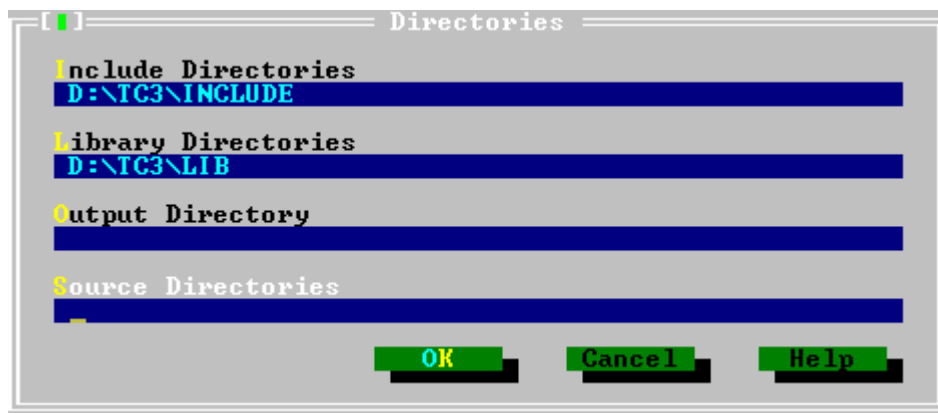 Directories
Include Directories
D:\TC3\INCLUDE
Library Directories
D:\TC3\LIB
Output Directory
Source Directories
OK Cancel Help